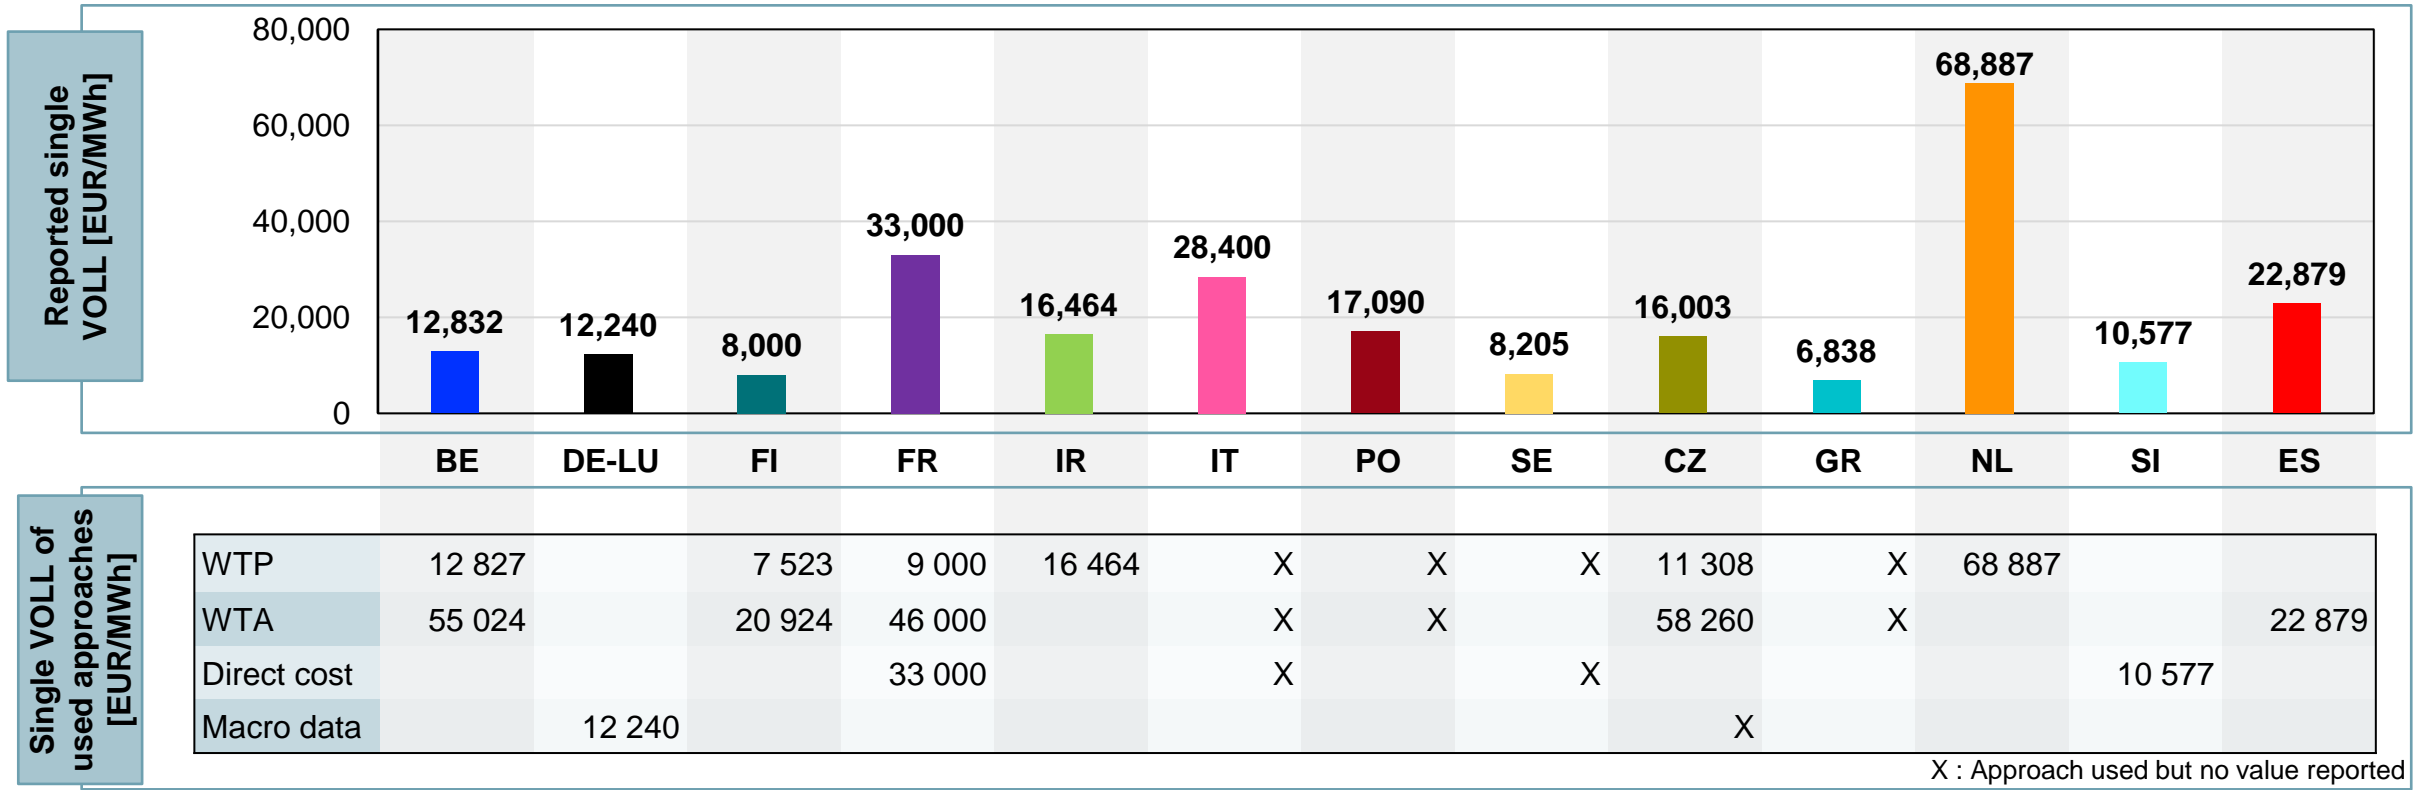 Reported single
VOLL [EUR/MWh]
80,000
60,000
40,000
20,000
0
12,832
12,240
8,000
33,000
16,464
28,400
17,090
8,205
16,003
6,838
68,887
10,577
22,879
BE DE-LU FI FR IR IT PO SE CZ GR NL SI ES
Single VOLL of
used approaches
[EUR/MWh]
WTP 12 827 7 523 9 000 16 464 X X X 11 308 X 68 887
WTA 55 024 20 924 46 000 X X 58 260 X 22 879
Direct cost 33 000 X X 10 577
Macro data 12 240 X
X : Approach used but no value reported